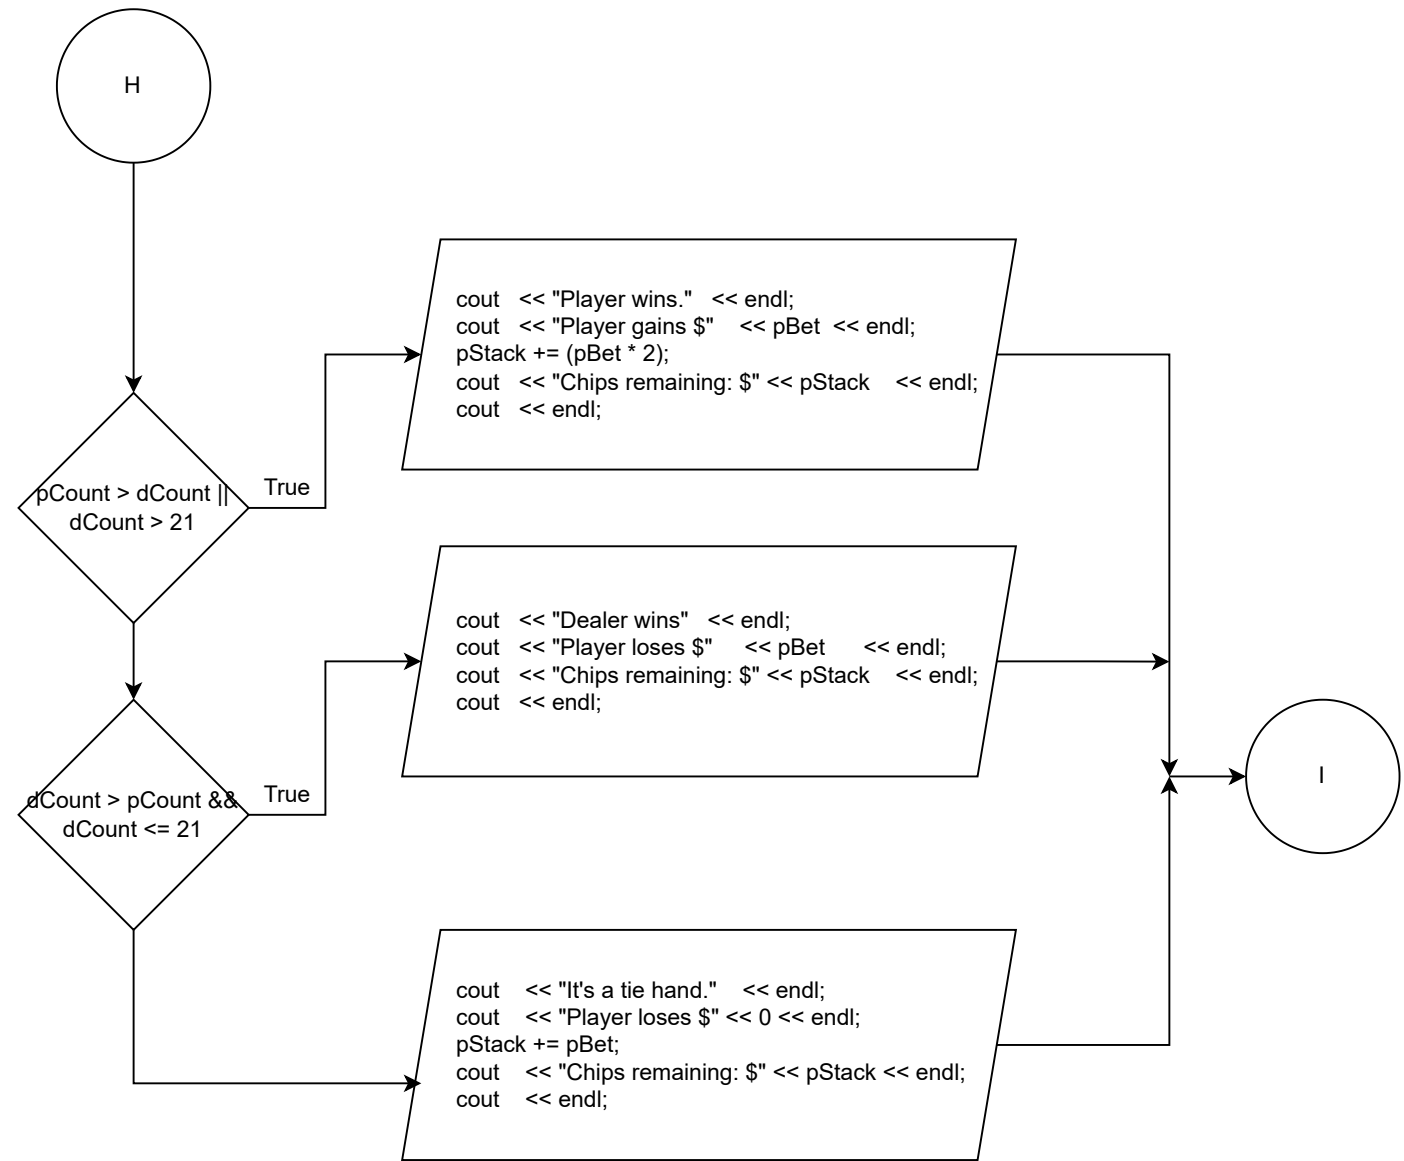 H
cout   << "Player wins."   << endl;
cout   << "Player gains $"    << pBet  << endl;
pStack += (pBet * 2);
cout   << "Chips remaining: $" << pStack    << endl;
cout   << endl;
pCount > dCount ||
dCount > 21
True
cout   << "Dealer wins"   << endl;
cout   << "Player loses $"     << pBet      << endl;
cout   << "Chips remaining: $" << pStack    << endl;
cout   << endl;
dCount > pCount &&
dCount <= 21
True
I
cout    << "It's a tie hand."    << endl;
cout    << "Player loses $" << 0 << endl;
pStack += pBet;
cout    << "Chips remaining: $" << pStack << endl;
cout    << endl;